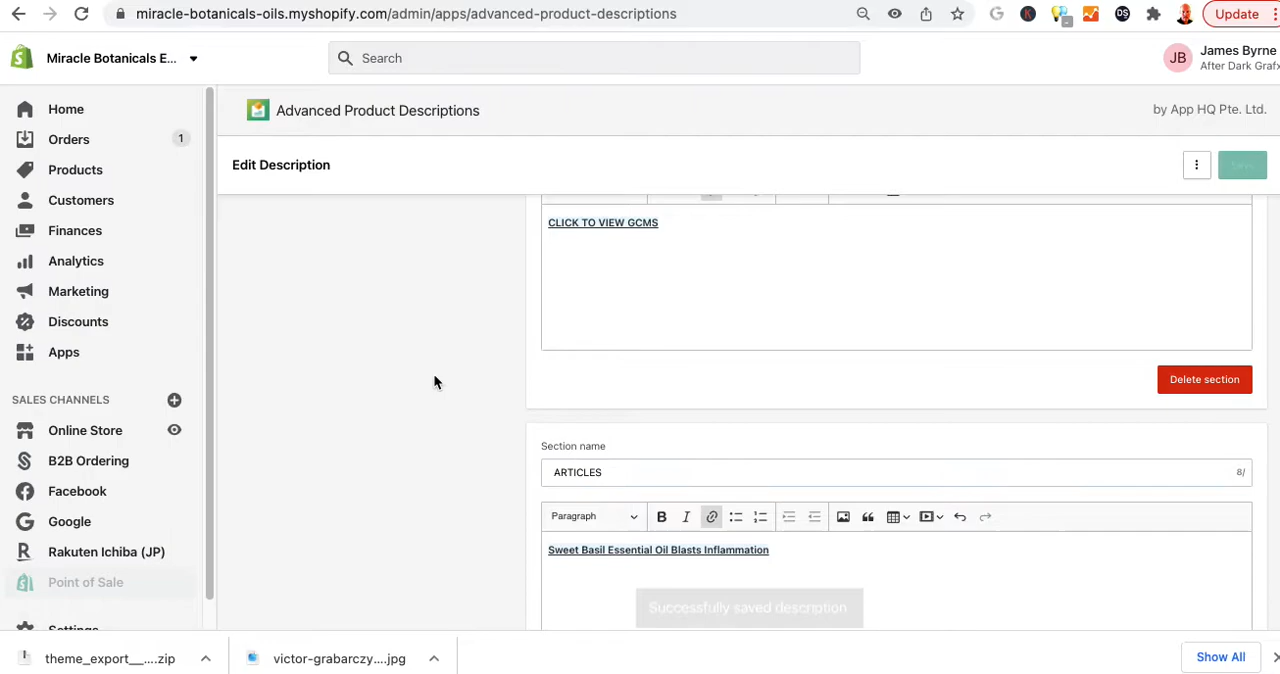 miracle-botanicals-oils.myshopify.com/admin/apps/advanced-product-descriptions
Update
Miracle Botanicals E...
Search
JB
James Byrne
After Dark Grafx
Home
Orders
1
Products
Customers
Finances
Analytics
Marketing
Discounts
Apps
SALES CHANNELS
Online Store
B2B Ordering
Facebook
Google
Rakuten Ichiba (JP)
Point of Sale
Settings
Advanced Product Descriptions
by App HQ Pte. Ltd.
Edit Description
CLICK TO VIEW GCMS
Delete section
Section name
ARTICLES
8/
Paragraph
B
I
Sweet Basil Essential Oil Blasts Inflammation
Successfully saved description
theme_export__....zip
victor-grabarczy....jpg
Show All